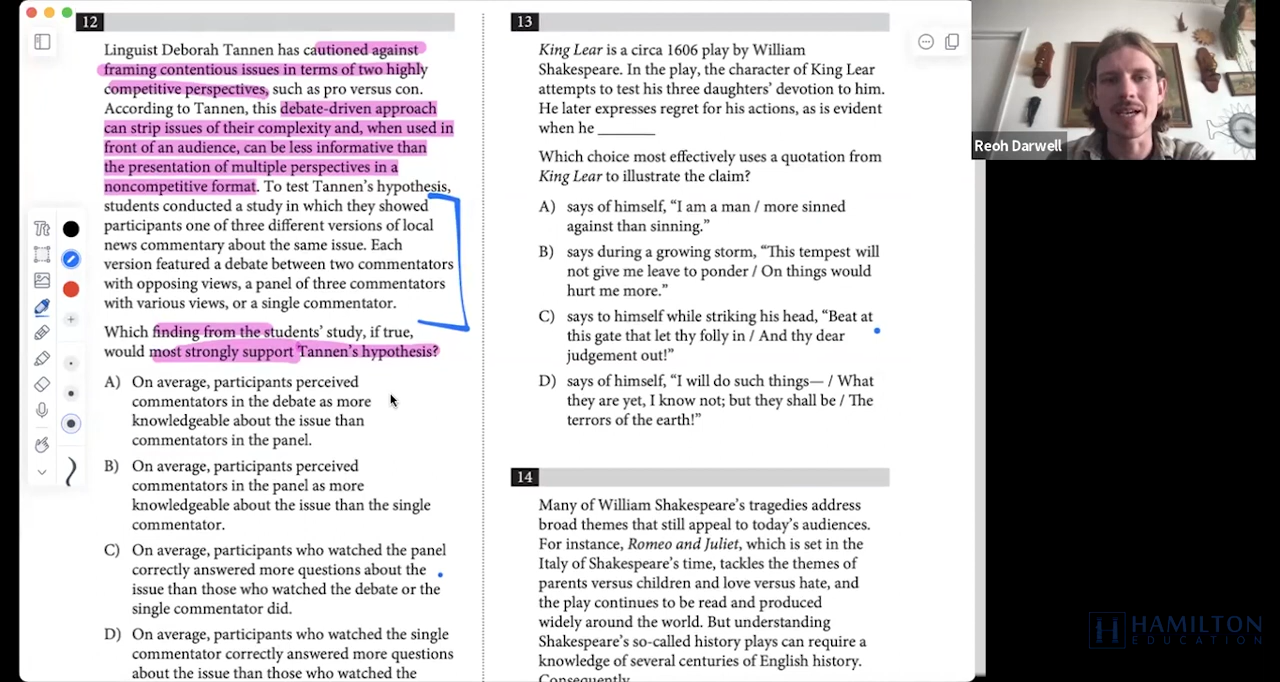 12
Linguist Deborah Tannen has cautioned against
framing contentious issues in terms of two highly
competitive perspectives, such as pro versus con.
According to Tannen, this debate-driven approach
can strip issues of their complexity and, when used in
front of an audience, can be less informative than
the presentation of multiple perspectives in a
noncompetitive format. To test Tannen's hypothesis,
students conducted a study in which they showed
participants one of three different versions of local
news commentary about the same issue. Each
version featured a debate between two commentators
with opposing views, a panel of three commentators
with various views, or a single commentator.
Which finding from the students' study, if true,
would most strongly support Tannen's hypothesis?
A) On average, participants perceived
commentators in the debate as more
knowledgeable about the issue than
commentators in the panel.
B) On average, participants perceived
commentators in the panel as more
knowledgeable about the issue than the single
commentator.
C) On average, participants who watched the panel
correctly answered more questions about the
issue than those who watched the debate or the
single commentator did.
D) On average, participants who watched the single
commentator correctly answered more questions
about the issue than those who watched the
13
King Lear is a circa 1606 play by William
Shakespeare. In the play, the character of King Lear
attempts to test his three daughters' devotion to him.
He later expresses regret for his actions, as is evident
when he ______
Which choice most effectively uses a quotation from
King Lear to illustrate the claim?
A) says of himself, "I am a man / more sinned
against than sinning."
B) says during a growing storm, "This tempest will
not give me leave to ponder / On things would
hurt me more."
C) says to himself while striking his head, "Beat at
this gate that let thy folly in / And thy dear
judgement out!"
D) says of himself, "I will do such things— / What
they are yet, I know not; but they shall be / The
terrors of the earth!"
14
Many of William Shakespeare's tragedies address
broad themes that still appeal to today's audiences.
For instance, Romeo and Juliet, which is set in the
Italy of Shakespeare's time, tackles the themes of
parents versus children and love versus hate, and
the play continues to be read and produced
widely around the world. But understanding
Shakespeare's so-called history plays can require a
knowledge of several centuries of English history.
Consequently,
Tt
Reoh Darwell
HAMILTON
EDUCATION